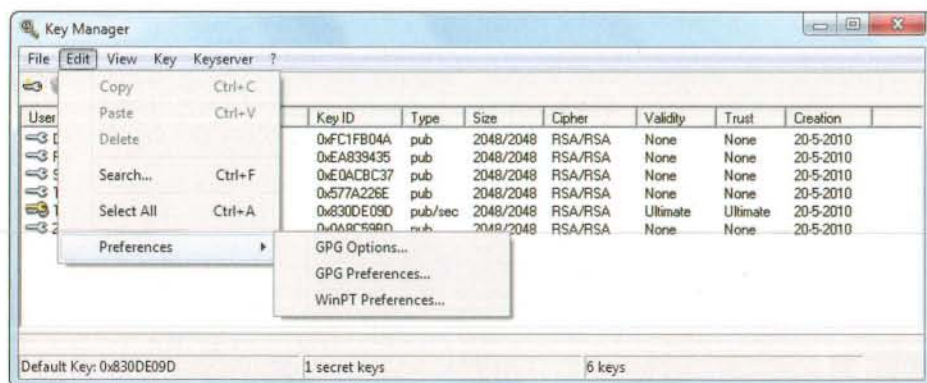 Key Manager
File Edit View Key Keyserver ?
Copy Ctrl+C
Paste Ctrl+V
Delete
Search... Ctrl+F
Select All Ctrl+A
Preferences
GPG Options...
GPG Preferences...
WinPT Preferences...
User Key ID Type Size Cipher Validity Trust Creation
0xFC1FB04A pub 2048/2048 RSA/RSA None None 20-5-2010
0xEA839435 pub 2048/2048 RSA/RSA None None 20-5-2010
0xE0ACBC37 pub 2048/2048 RSA/RSA None None 20-5-2010
0x577A226E pub 2048/2048 RSA/RSA None None 20-5-2010
0x830DE09D pub/sec 2048/2048 RSA/RSA Ultimate Ultimate 20-5-2010
0x0A8C59BD pub 2048/2048 RSA/RSA None None 20-5-2010
Default Key: 0x830DE09D 1 secret keys 6 keys